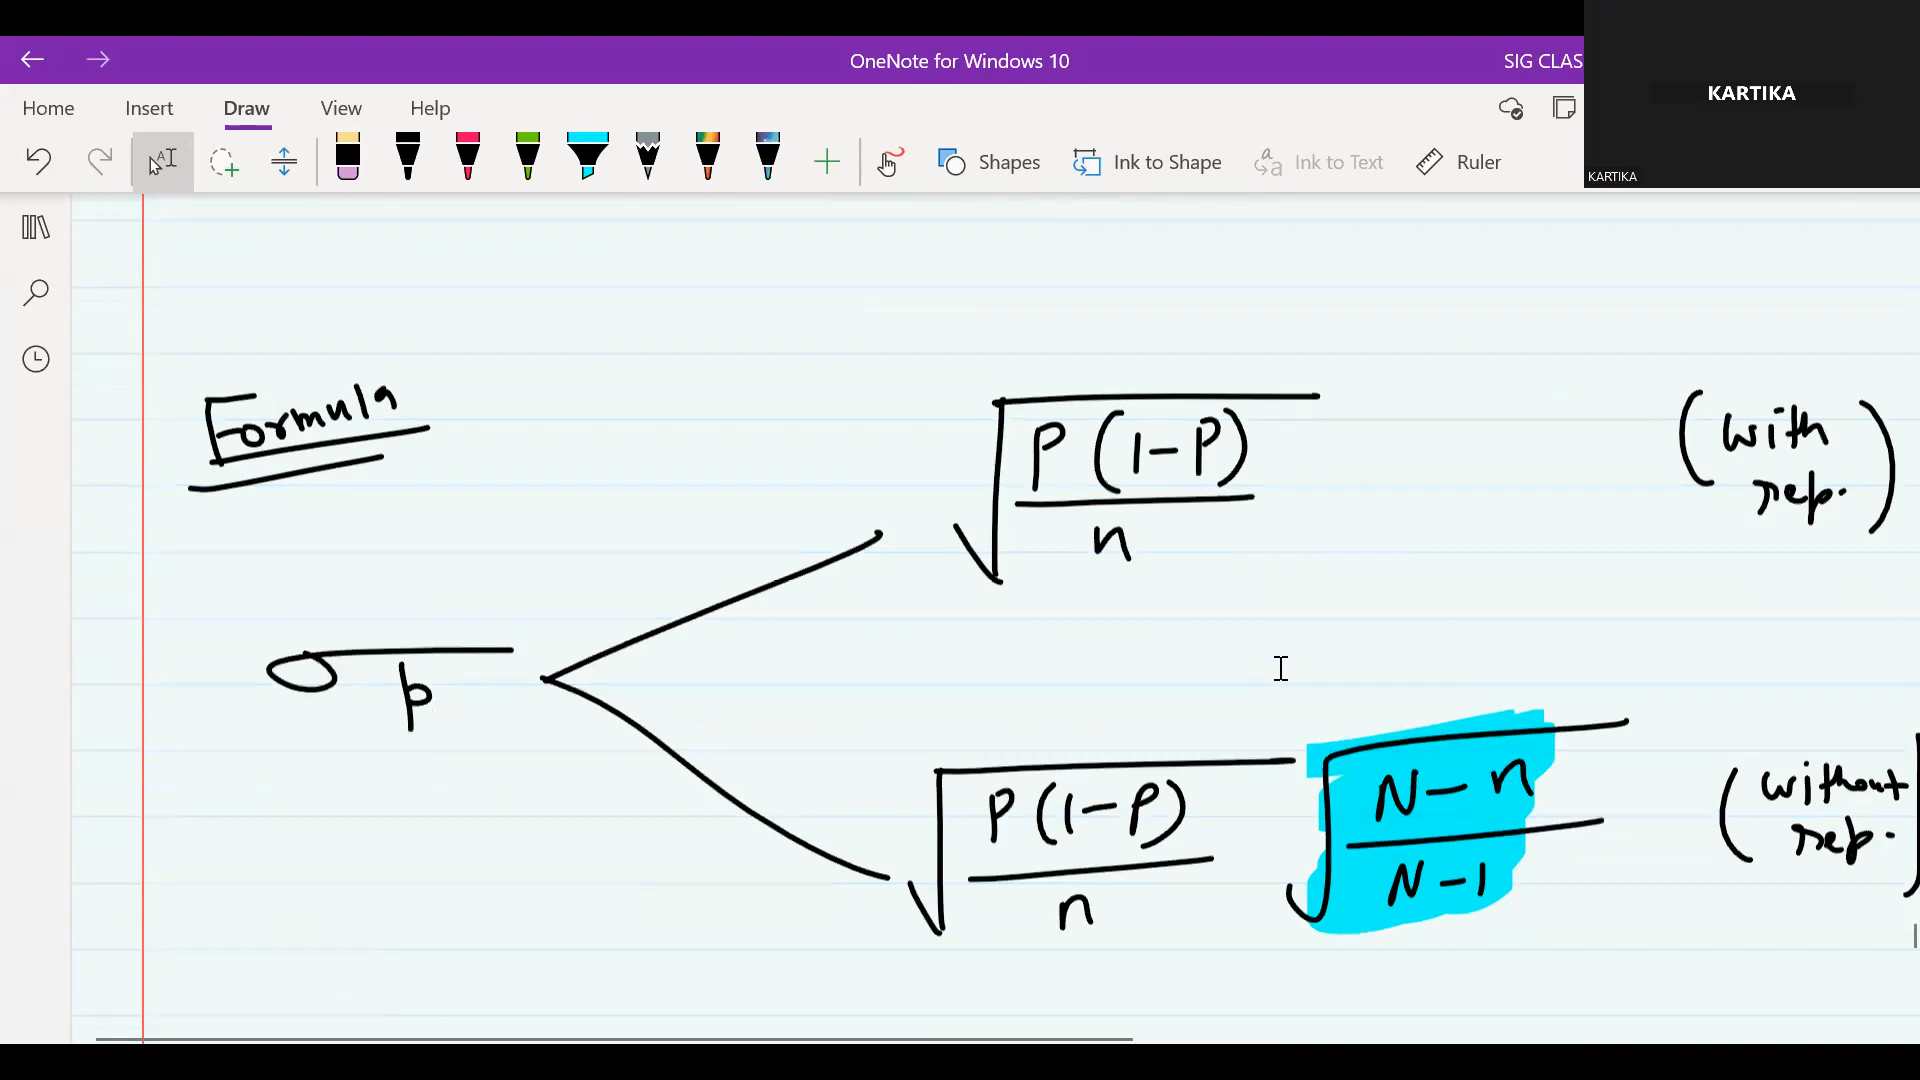 OneNote for Windows 10
SIG CLAS
KARTIKA
Home Insert Draw View Help
Shapes Ink to Shape Ink to Text Ruler
KARTIKA
Formula
√(P(1-P)/n) (with rep.)
σp
√(P(1-P)/n) √(N-n/N-1) (without rep.